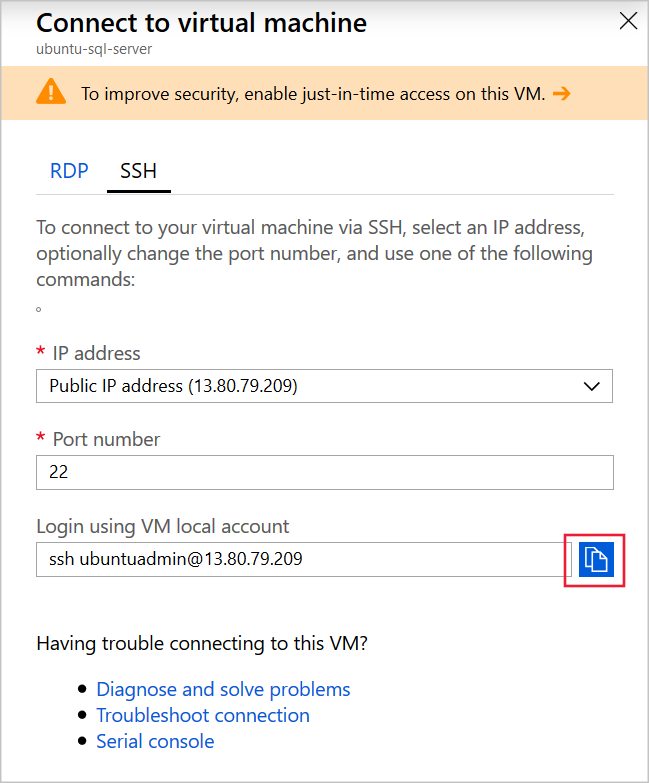 Connect to virtual machine
ubuntu-sql-server
To improve security, enable just-in-time access on this VM. →
RDP SSH
To connect to your virtual machine via SSH, select an IP address,
optionally change the port number, and use one of the following
commands:
* IP address
Public IP address (13.80.79.209)
* Port number
22
Login using VM local account
ssh ubuntuadmin@13.80.79.209
Having trouble connecting to this VM?
• Diagnose and solve problems
• Troubleshoot connection
• Serial console